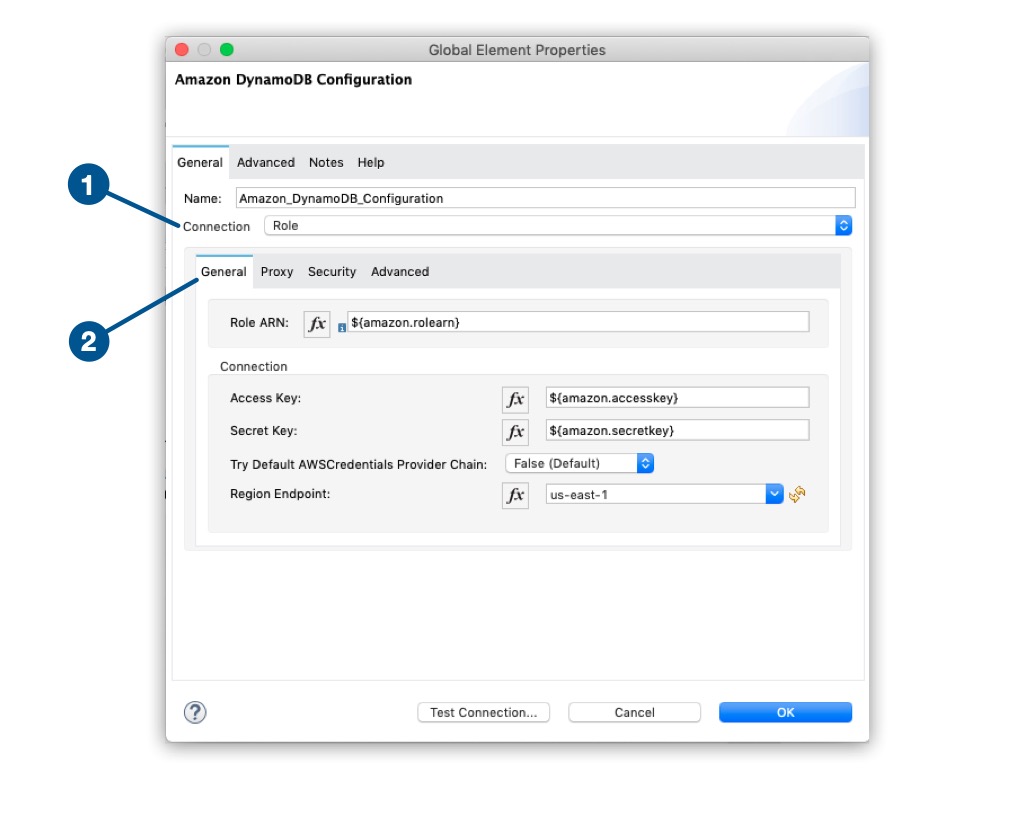 Global Element Properties
Amazon DynamoDB Configuration
General Advanced Notes Help
1
Name: Amazon_DynamoDB_Configuration
Connection Role
General Proxy Security Advanced
2
Role ARN: fx i ${amazon.rolearn}
Connection
Access Key: fx ${amazon.accesskey}
Secret Key: fx ${amazon.secretkey}
Try Default AWSCredentials Provider Chain: False (Default)
Region Endpoint: fx us-east-1
? Test Connection... Cancel OK